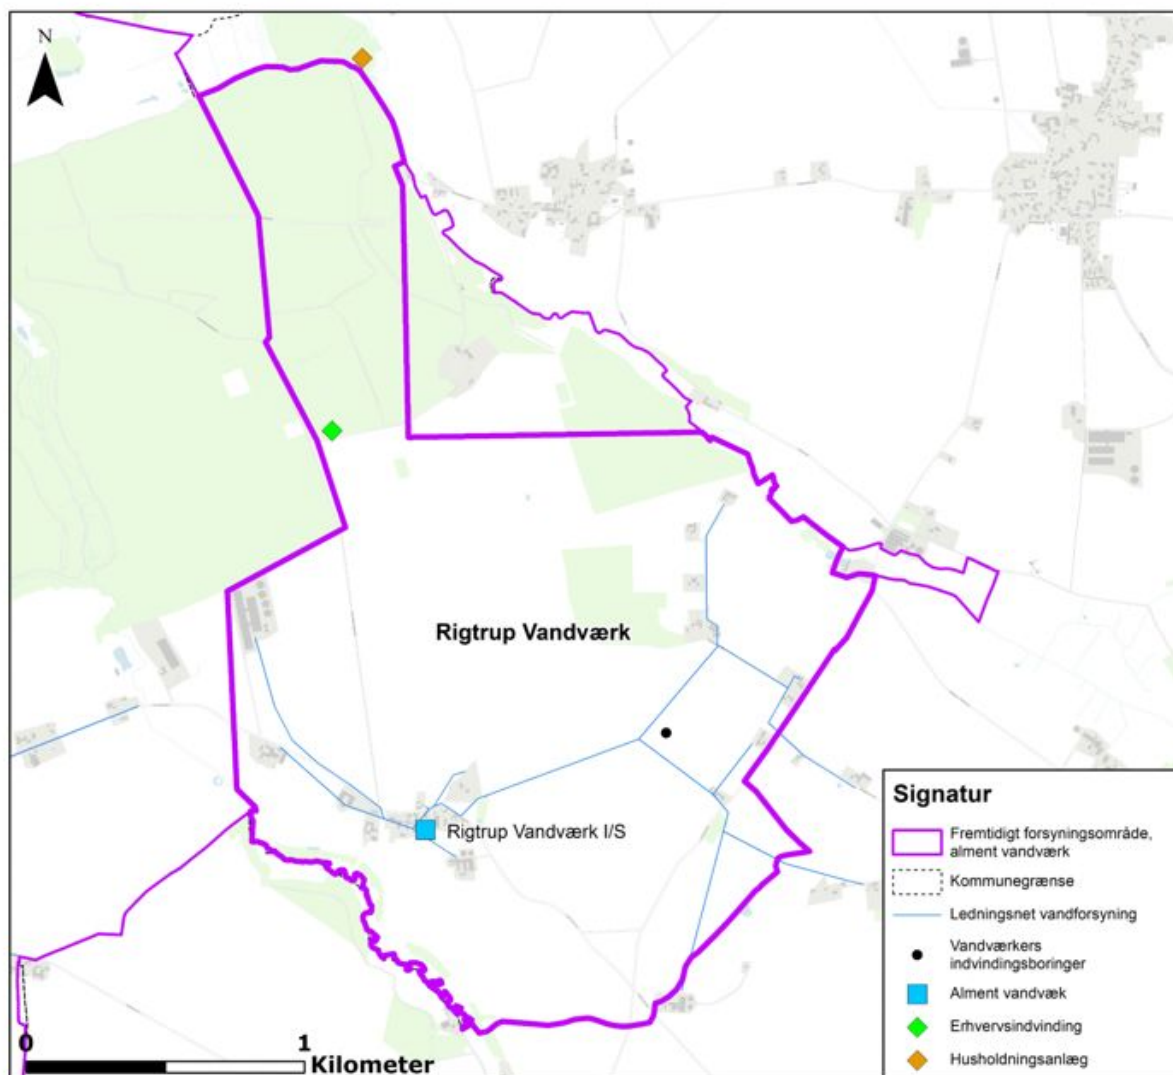 N
Rigtrup Vandværk
Rigtrup Vandværk I/S
Signatur
Fremtidigt forsyningsområde,
alment vandværk
Kommunegrænse
Ledningsnet vandforsyning
Vandværkers
indvindingsboringer
Alment vandvæk
Erhvervsindvinding
Husholdningsanlæg
0 1
Kilometer